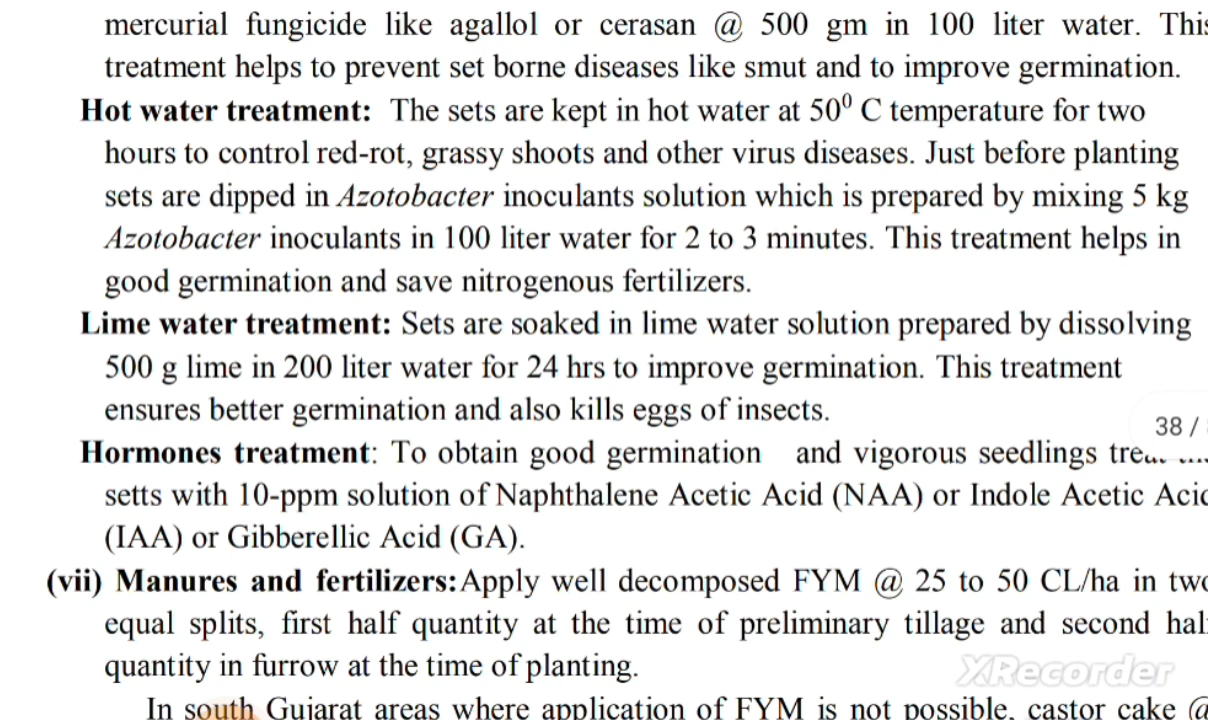 mercurial fungicide like agallol or cerasan @ 500 gm in 100 liter water. This
treatment helps to prevent set borne diseases like smut and to improve germination.
Hot water treatment: The sets are kept in hot water at 50⁰ C temperature for two
hours to control red-rot, grassy shoots and other virus diseases. Just before planting
sets are dipped in Azotobacter inoculants solution which is prepared by mixing 5 kg
Azotobacter inoculants in 100 liter water for 2 to 3 minutes. This treatment helps in
good germination and save nitrogenous fertilizers.
Lime water treatment: Sets are soaked in lime water solution prepared by dissolving
500 g lime in 200 liter water for 24 hrs to improve germination. This treatment
ensures better germination and also kills eggs of insects.
38 /
Hormones treatment: To obtain good germination and vigorous seedlings
setts with 10-ppm solution of Naphthalene Acetic Acid (NAA) or Indole Acetic Acid
(IAA) or Gibberellic Acid (GA).
(vii) Manures and fertilizers:Apply well decomposed FYM @ 25 to 50 CL/ha in two
equal splits, first half quantity at the time of preliminary tillage and second half
quantity in furrow at the time of planting.
XRecorder
In south Gujarat areas where application of FYM is not possible, castor cake @